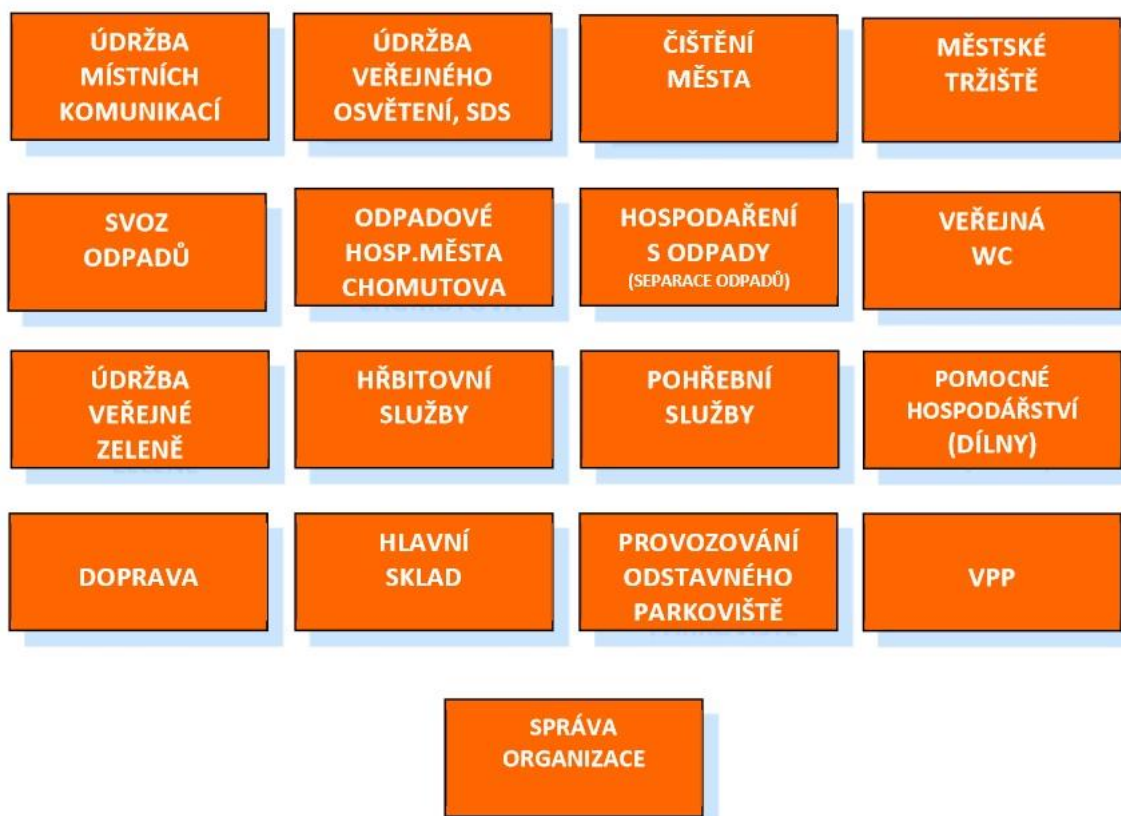 ÚDRŽBA
MÍSTNÍCH
KOMUNIKACÍ
ÚDRŽBA
VEŘEJNÉHO
OSVĚTENÍ, SDS
ČIŠTĚNÍ
MĚSTA
MĚSTSKÉ
TRŽIŠTĚ
SVOZ
ODPADŮ
ODPADOVÉ
HOSP.MĚSTA
CHOMUTOVA
HOSPODAŘENÍ
S ODPADY
(SEPARACE ODPADŮ)
VEŘEJNÁ
WC
ÚDRŽBA
VEŘEJNÉ
ZELENĚ
HŘBITOVNÍ
SLUŽBY
POHŘEBNÍ
SLUŽBY
POMOCNÉ
HOSPODÁŘSTVÍ
(DÍLNY)
DOPRAVA
HLAVNÍ
SKLAD
PROVOZOVÁNÍ
ODSTAVNÉHO
PARKOVIŠTĚ
VPP
SPRÁVA
ORGANIZACE